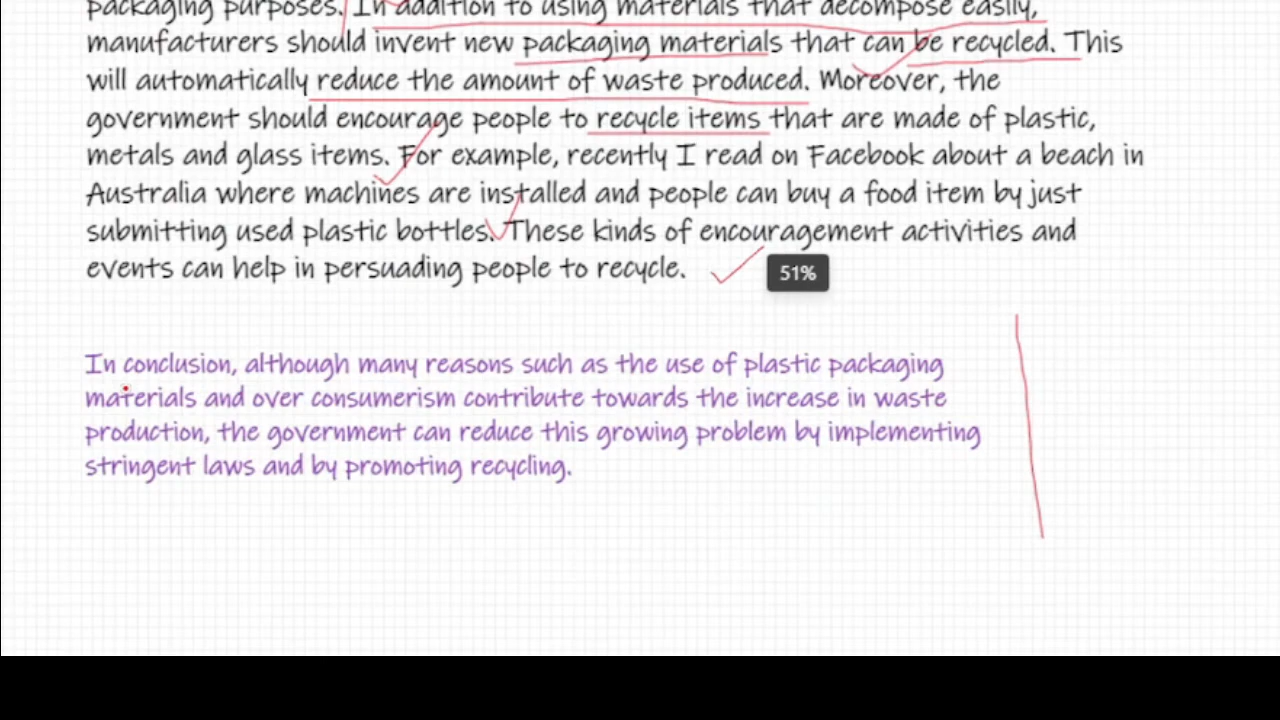 packaging purposes. In addition to using materials that decompose easily,
manufacturers should invent new packaging materials that can be recycled. This
will automatically reduce the amount of waste produced. Moreover, the
government should encourage people to recycle items that are made of plastic,
metals and glass items. For example, recently I read on Facebook about a beach in
Australia where machines are installed and people can buy a food item by just
submitting used plastic bottles. These kinds of encouragement activities and
events can help in persuading people to recycle.
51%
In conclusion, although many reasons such as the use of plastic packaging
materials and over consumerism contribute towards the increase in waste
production, the government can reduce this growing problem by implementing
stringent laws and by promoting recycling.